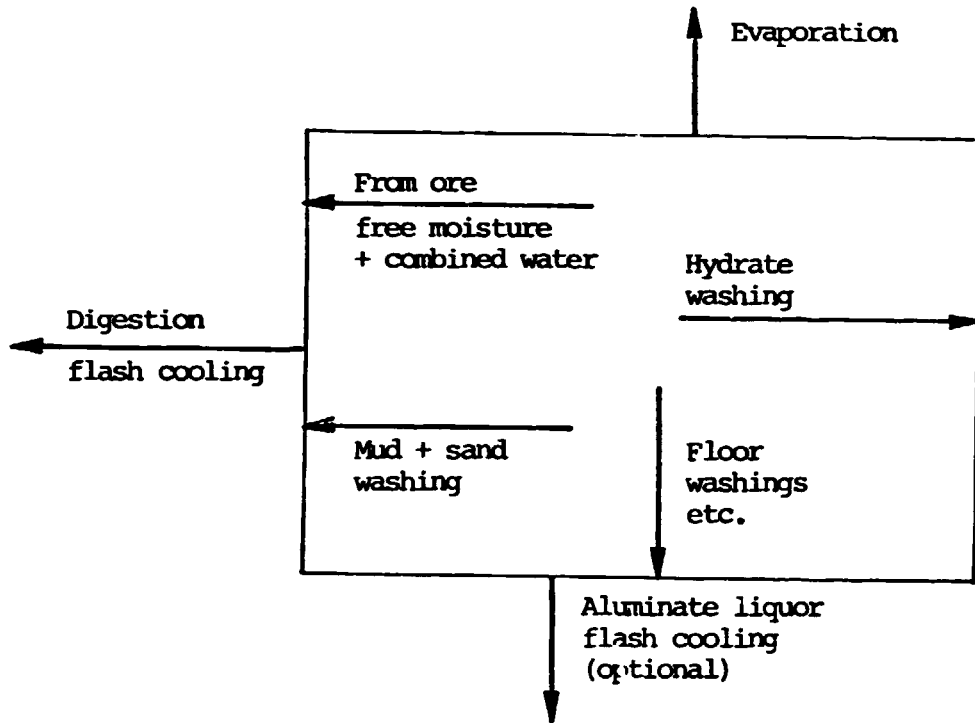 Evaporation
From ore
free moisture
+ combined water
Hydrate
washing
Digestion
flash cooling
Mud + sand
washing
Floor
washings
etc.
Aluminate liquor
flash cooling
(optional)